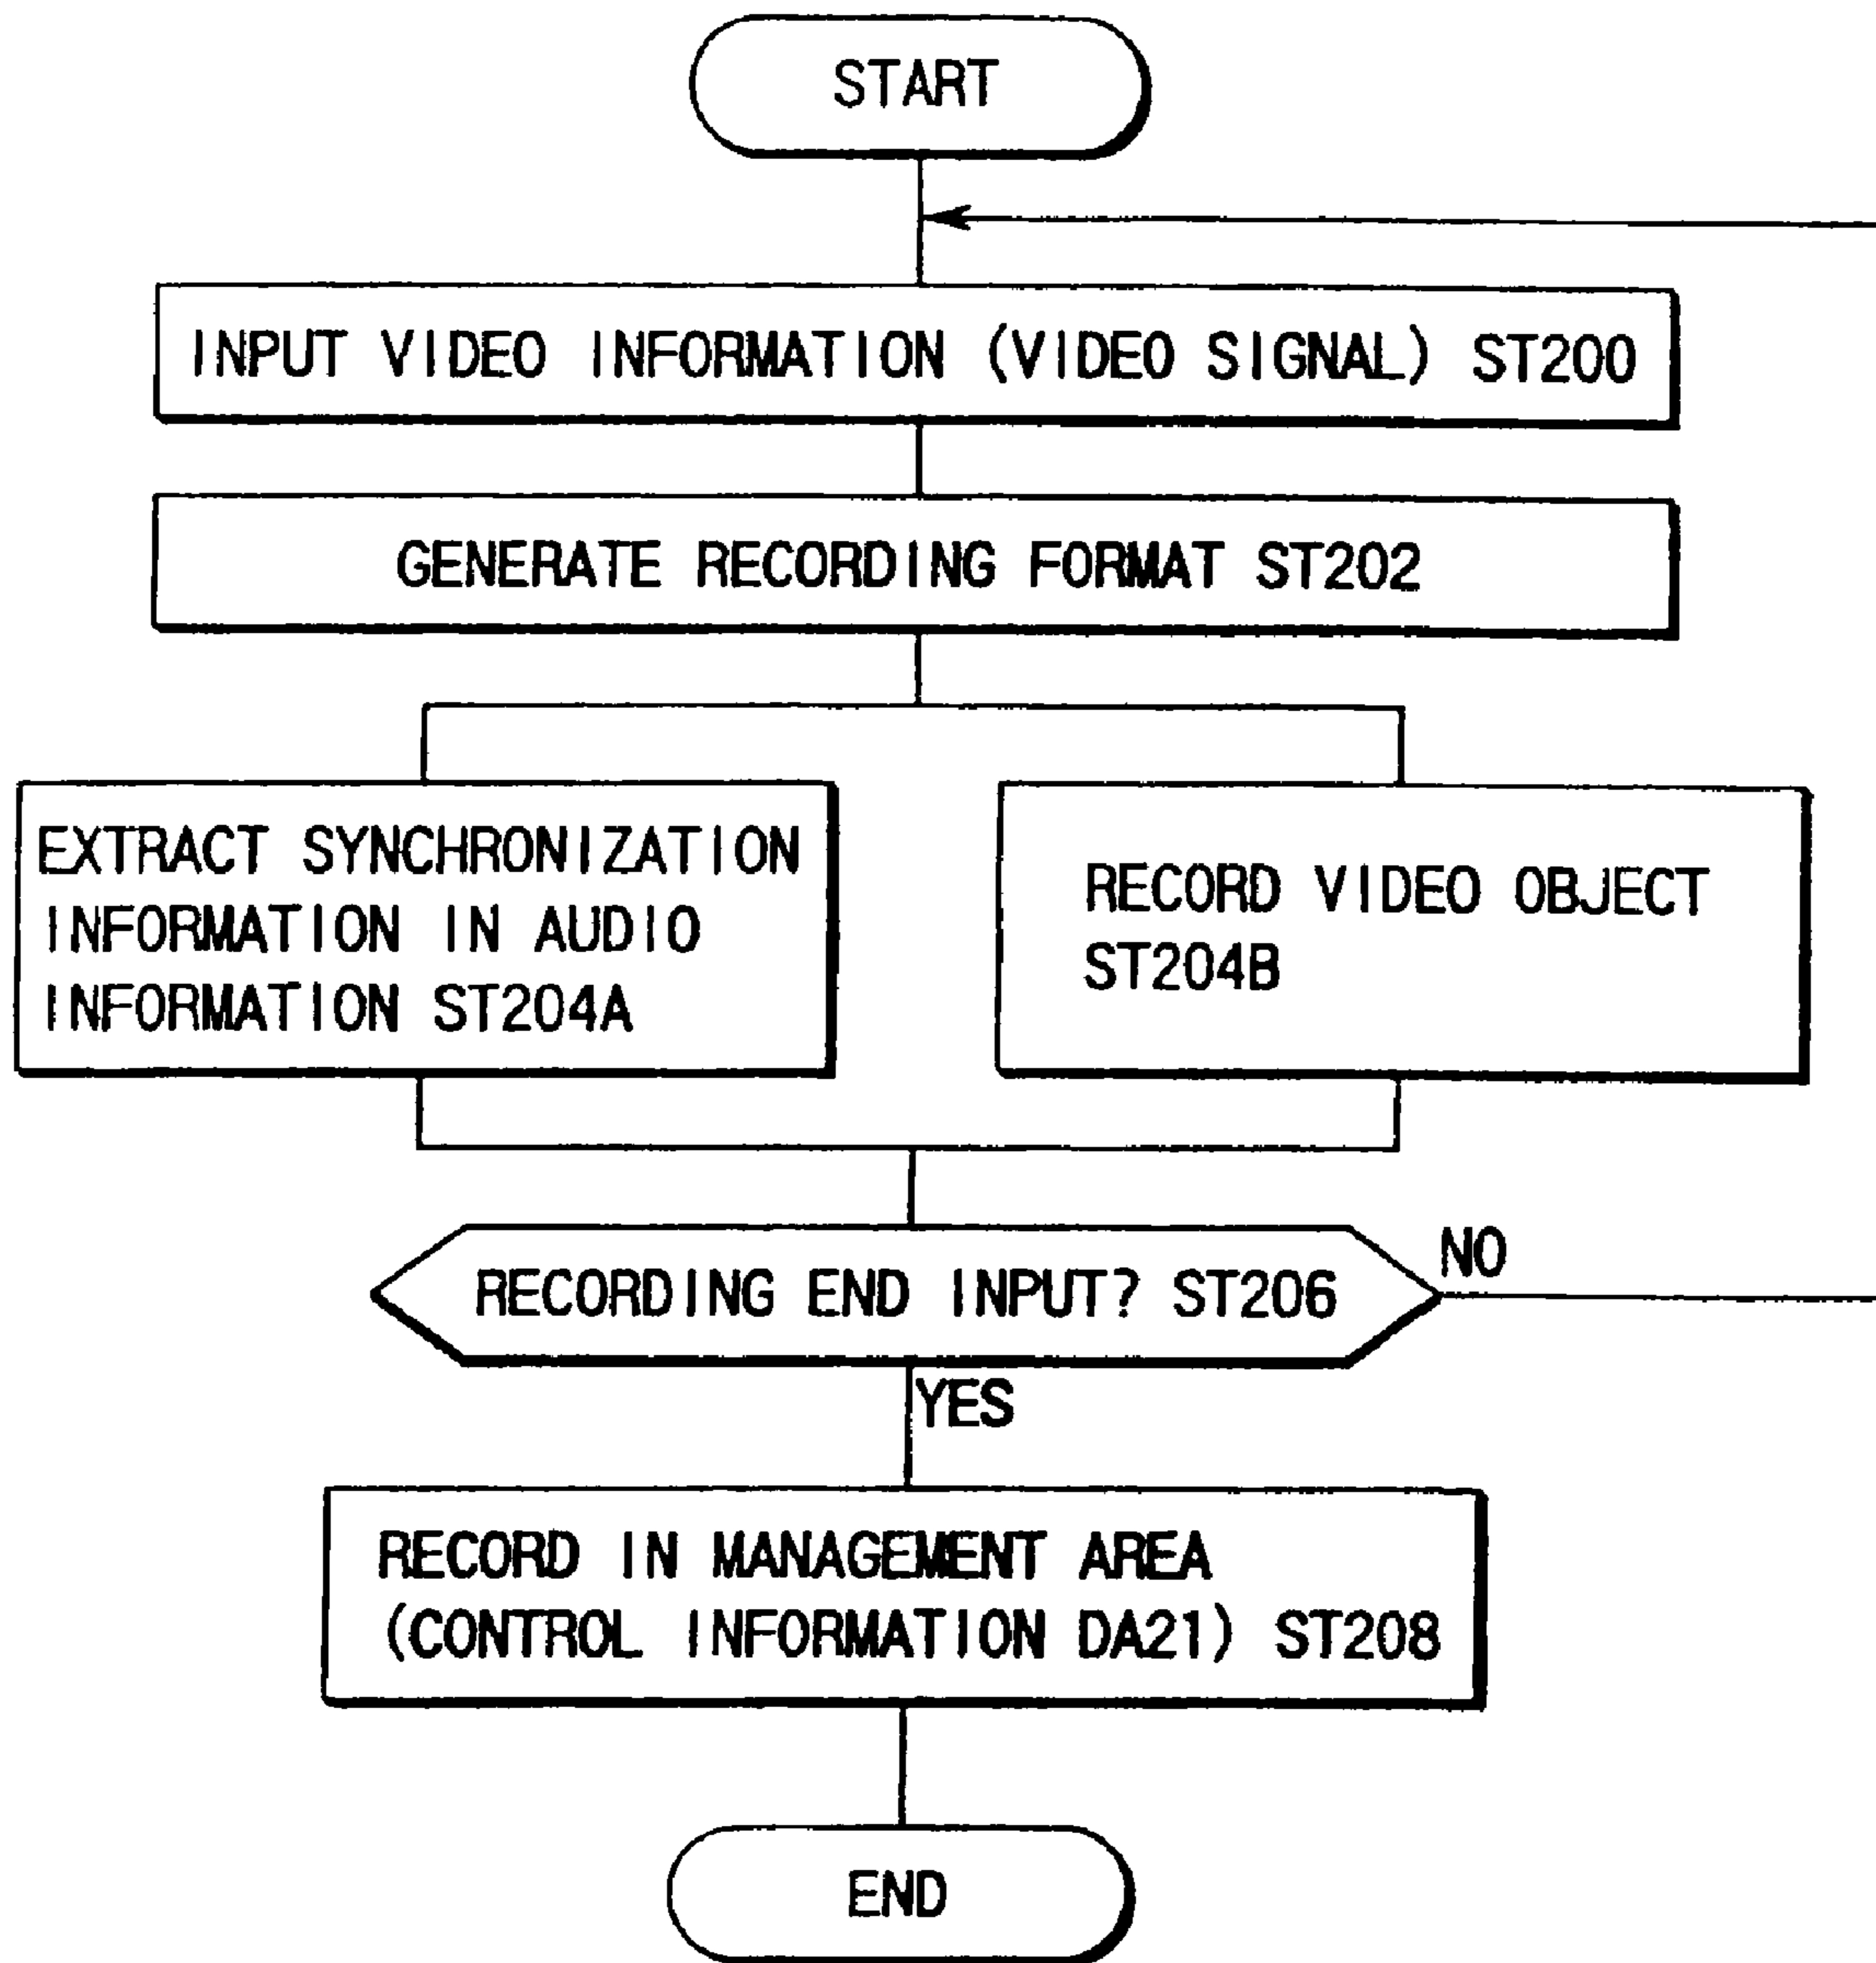 START
INPUT VIDEO INFORMATION (VIDEO SIGNAL) ST200
GENERATE RECORDING FORMAT ST202
EXTRACT SYNCHRONIZATION
INFORMATION IN AUDIO
INFORMATION ST204A
RECORD VIDEO OBJECT
ST204B
RECORDING END INPUT? ST206
NO
YES
RECORD IN MANAGEMENT AREA
(CONTROL INFORMATION DA21) ST208
END